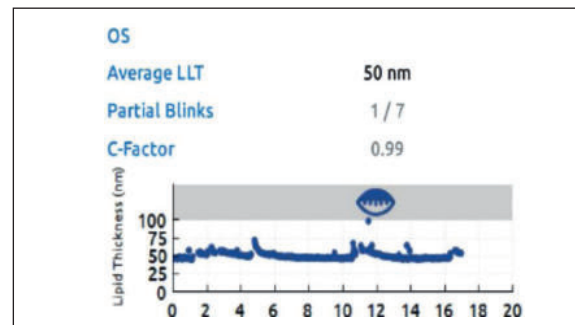 OS
Average LLT 50 nm
Partial Blinks 1 / 7
C-Factor 0.99
Lipid Thickness (nm)
100
75
50
25
0
0 2 4 6 8 10 12 14 16 18 20